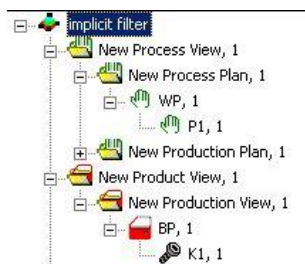 implicit filter
New Process View, 1
New Process Plan, 1
WP, 1
P1, 1
New Production Plan, 1
New Product View, 1
New Production View, 1
BP, 1
K1, 1